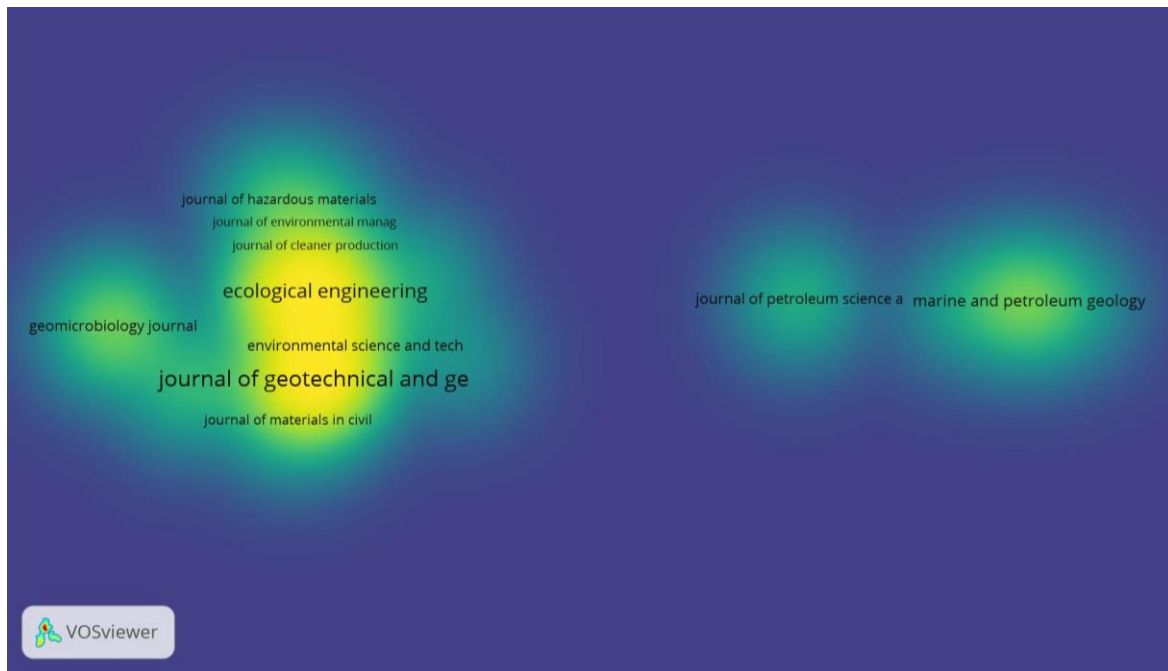 journal of hazardous materials
journal of environmental manag
journal of cleaner production
ecological engineering
geomicrobiology journal
environmental science and tech
journal of geotechnical and ge
journal of materials in civil
journal of petroleum science a
marine and petroleum geology
VOSviewer